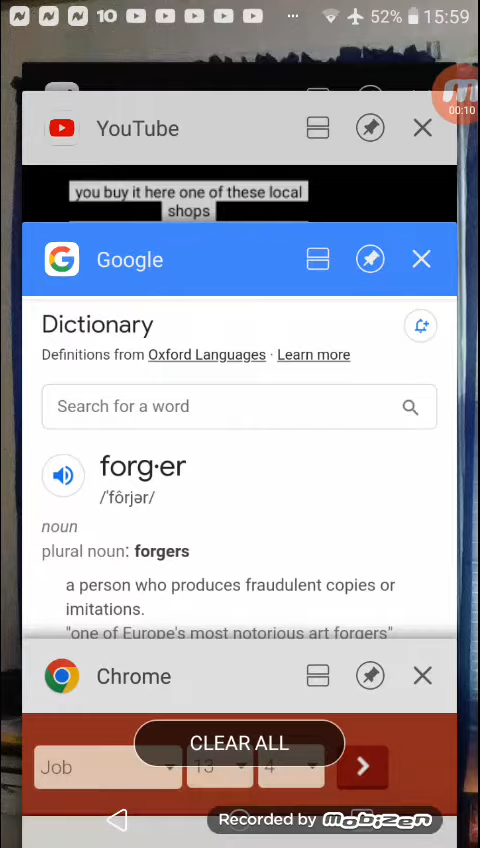 10
52%
15:59
00:10
YouTube
you buy it here one of these local
shops
Google
Dictionary
Definitions from Oxford Languages · Learn more
Search for a word
forg·er
/ˈfôrjər/
noun
plural noun: forgers
a person who produces fraudulent copies or
imitations.
"one of Europe's most notorious art forgers"
Chrome
CLEAR ALL
Job
13
4
Recorded by mobizen